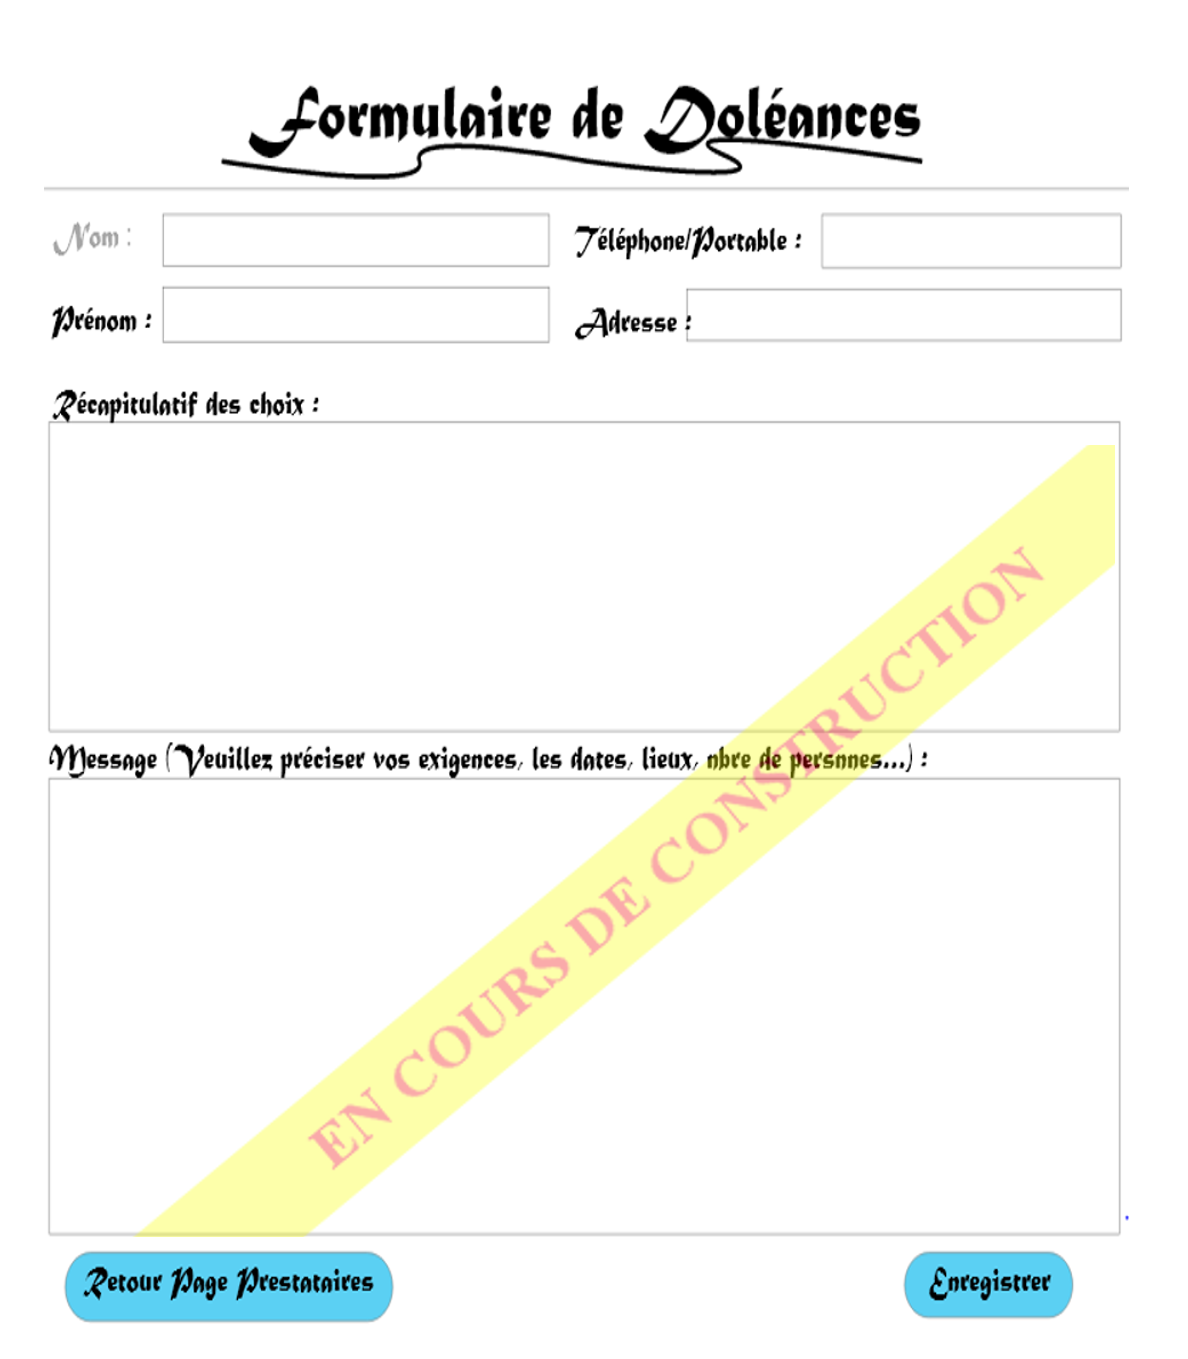 Formulaire de Doléances
Nom :
Téléphone/Portable :
Prénom :
Adresse :
Récapitulatif des choix :
Message (Veuillez préciser vos exigences, les dates, lieux, nbre de persnnes...) :
EN COURS DE CONSTRUCTION
Retour Page Prestataires
Enregistrer